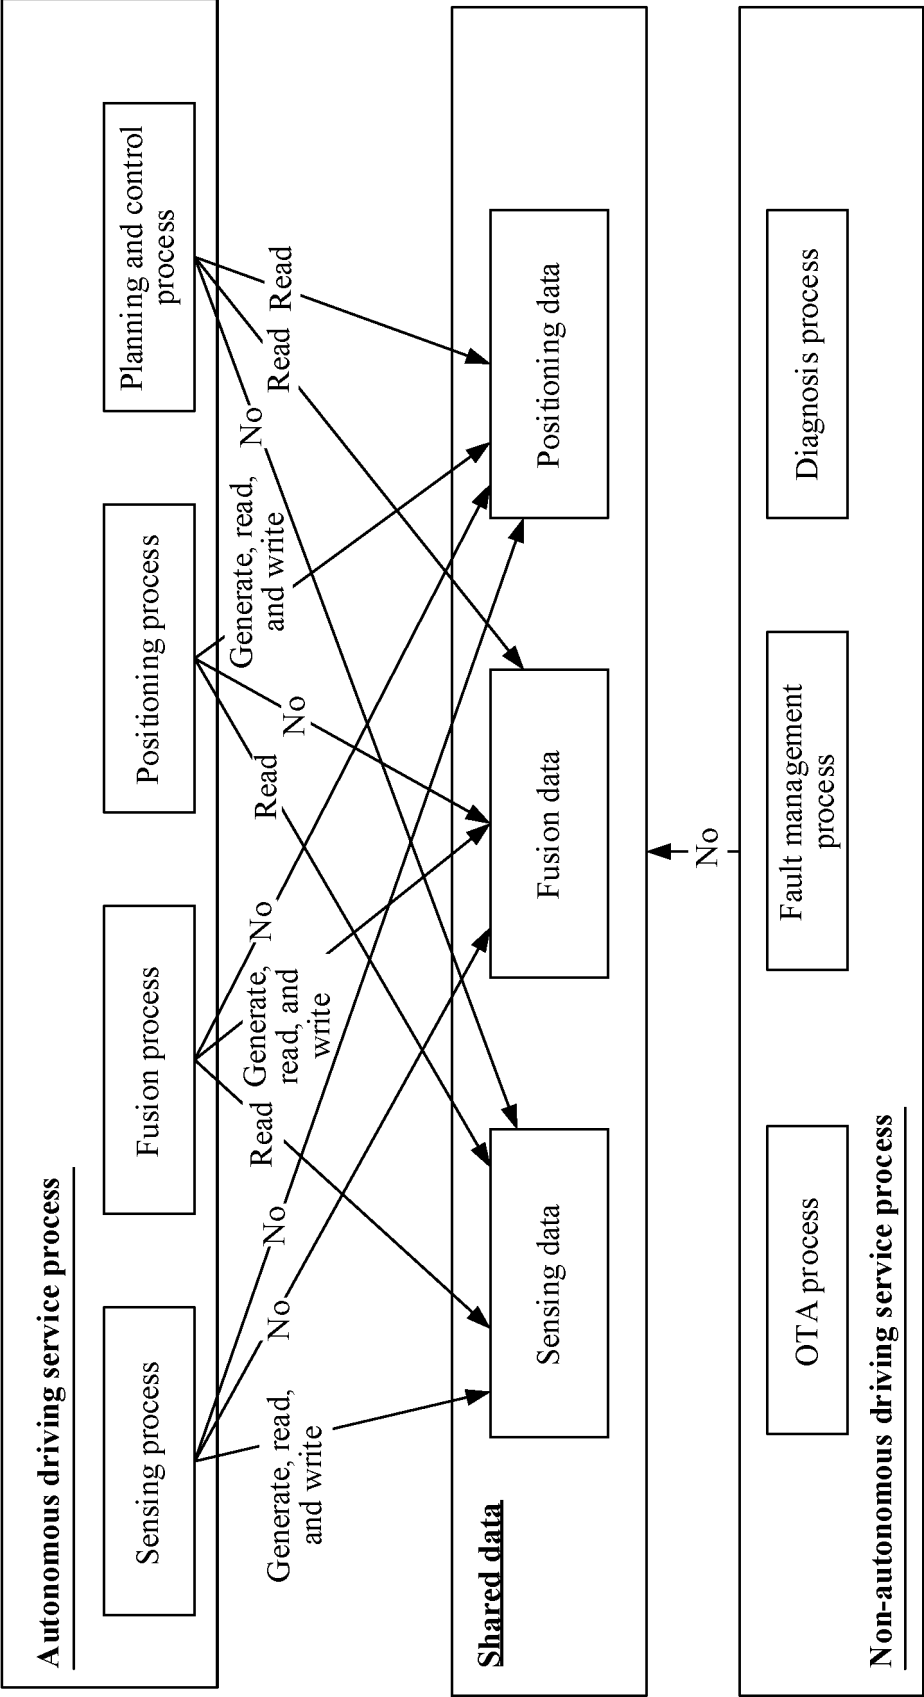 Autonomous driving service process
Sensing process
Fusion process
Positioning process
Planning and control
process
Generate, read,
and write
No
No
Read
Generate,
read, and
write
No
Read
No
Generate, read,
and write
No
Read
Read
Shared data
Sensing data
Fusion data
Positioning data
No
OTA process
Fault management
process
Diagnosis process
Non-autonomous driving service process